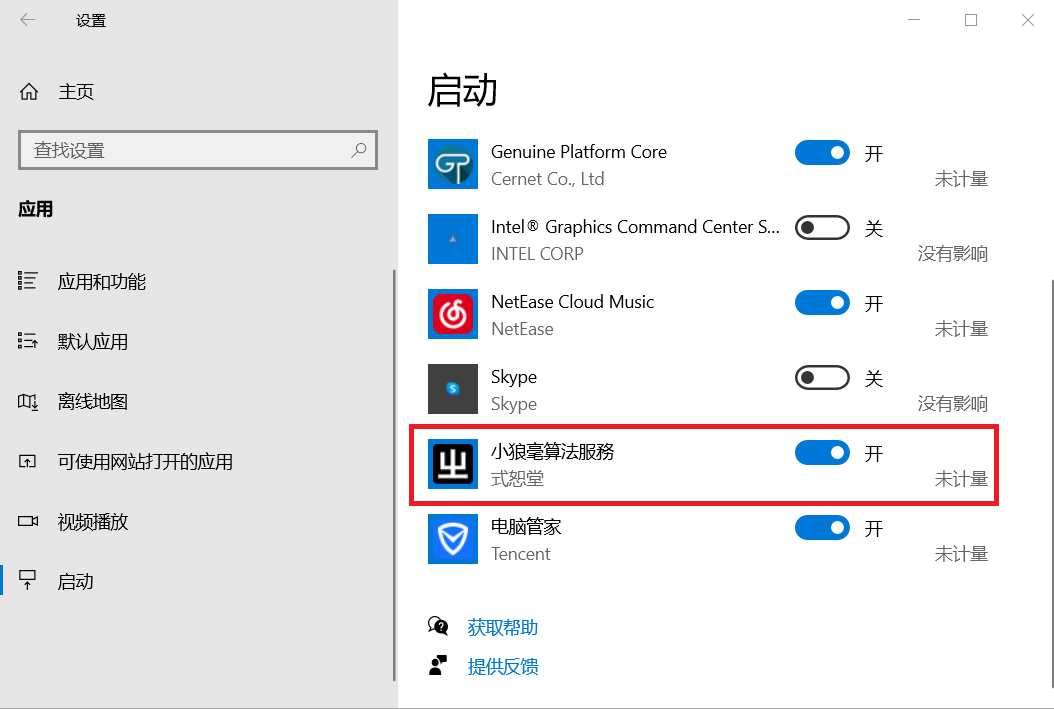 设置
主页
查找设置
应用
应用和功能
默认应用
离线地图
可使用网站打开的应用
视频播放
启动
启动
Genuine Platform Core
开
Cernet Co., Ltd
未计量
Intel® Graphics Command Center S...
关
INTEL CORP
没有影响
NetEase Cloud Music
开
NetEase
未计量
Skype
关
Skype
没有影响
小狼毫算法服務
开
式恕堂
未计量
电脑管家
开
Tencent
未计量
获取帮助
提供反馈